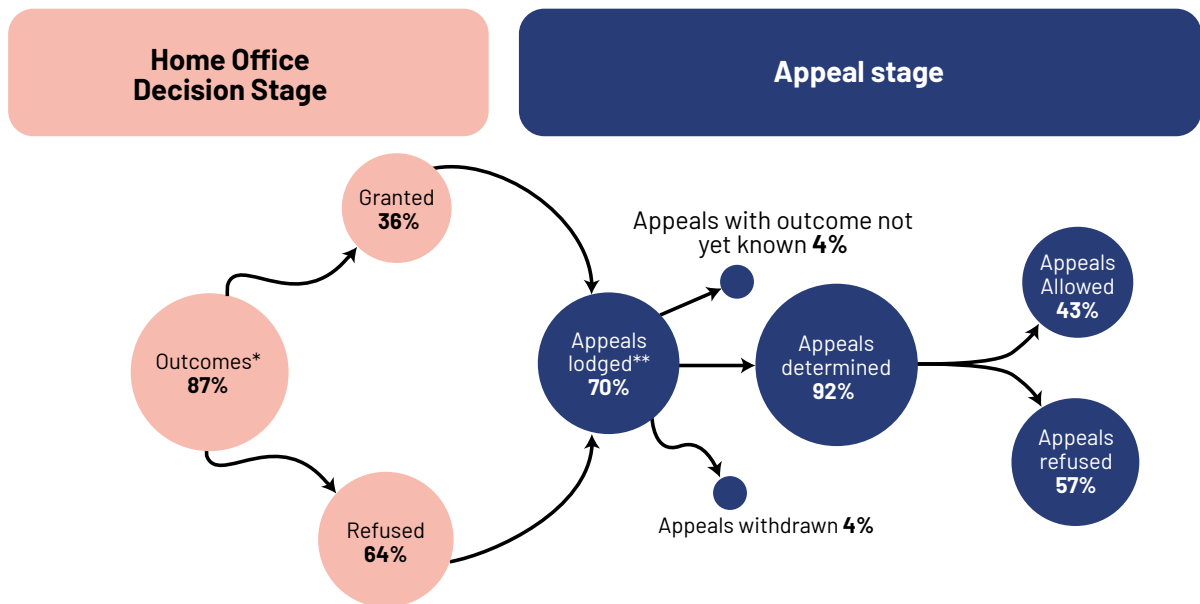 Home Office
Decision Stage
Appeal stage
Granted
36%
Appeals with outcome not
yet known 4%
Appeals
Allowed
43%
Outcomes*
87%
Appeals
lodged**
70%
Appeals
determined
92%
Appeals
refused
57%
Refused
64%
Appeals withdrawn 4%